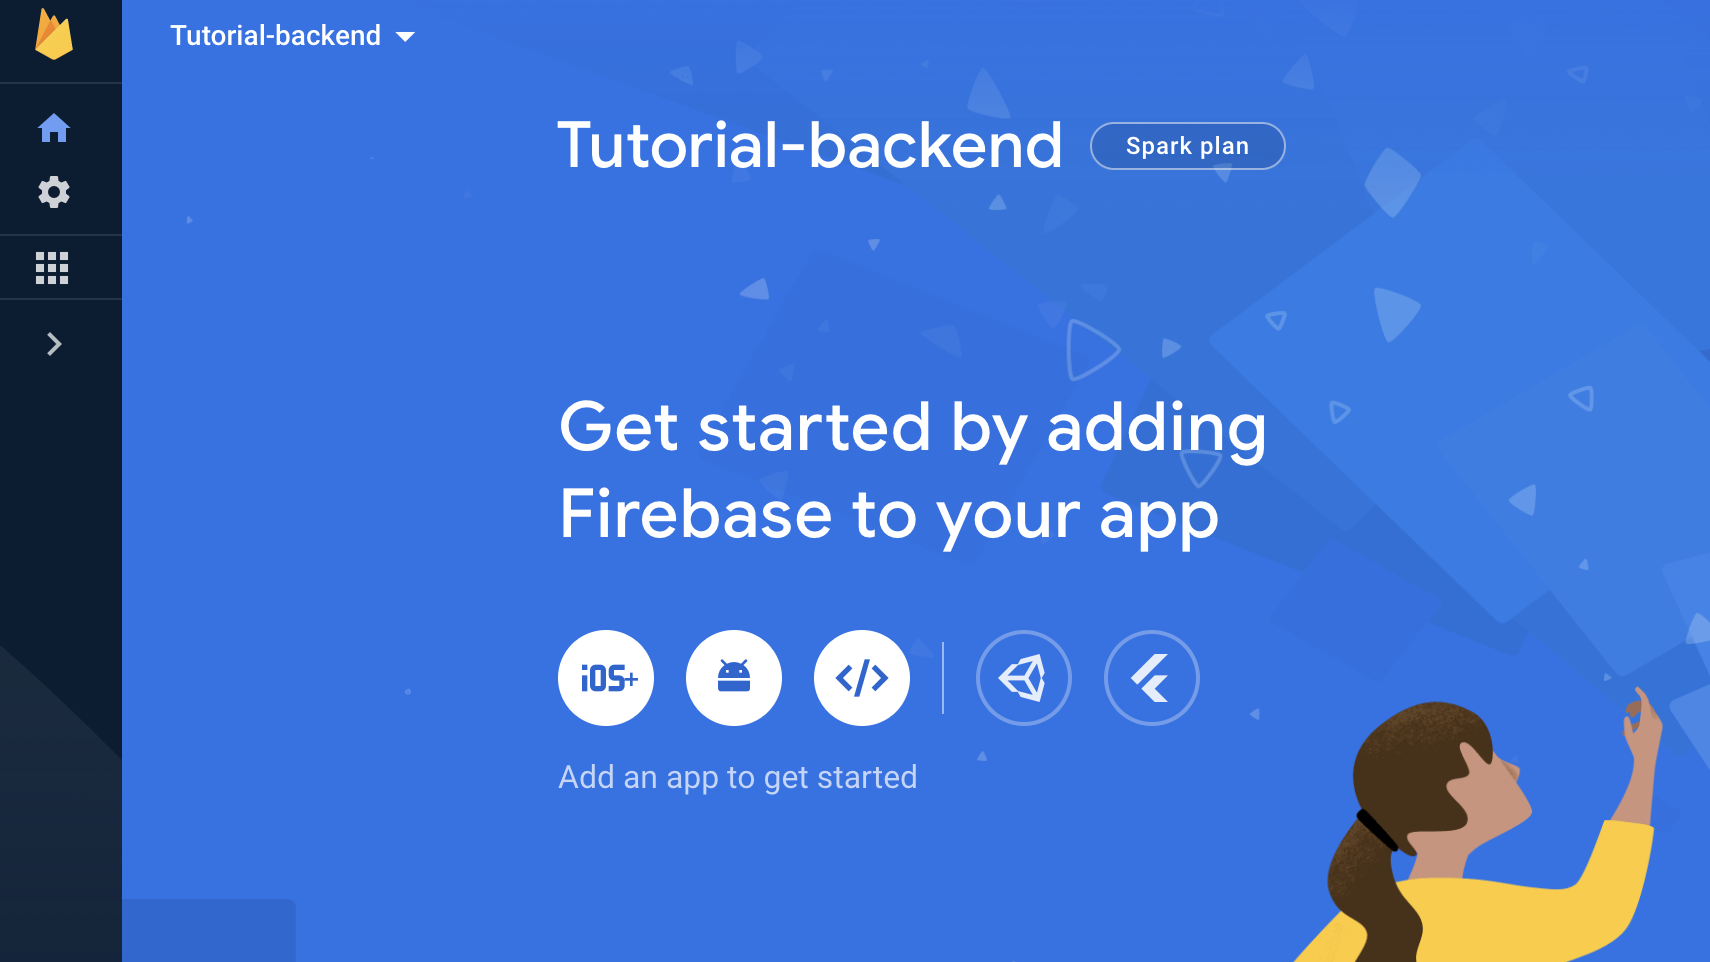 Tutorial-backend
Tutorial-backend
Spark plan
Get started by adding
Firebase to your app
iOS+
Add an app to get started